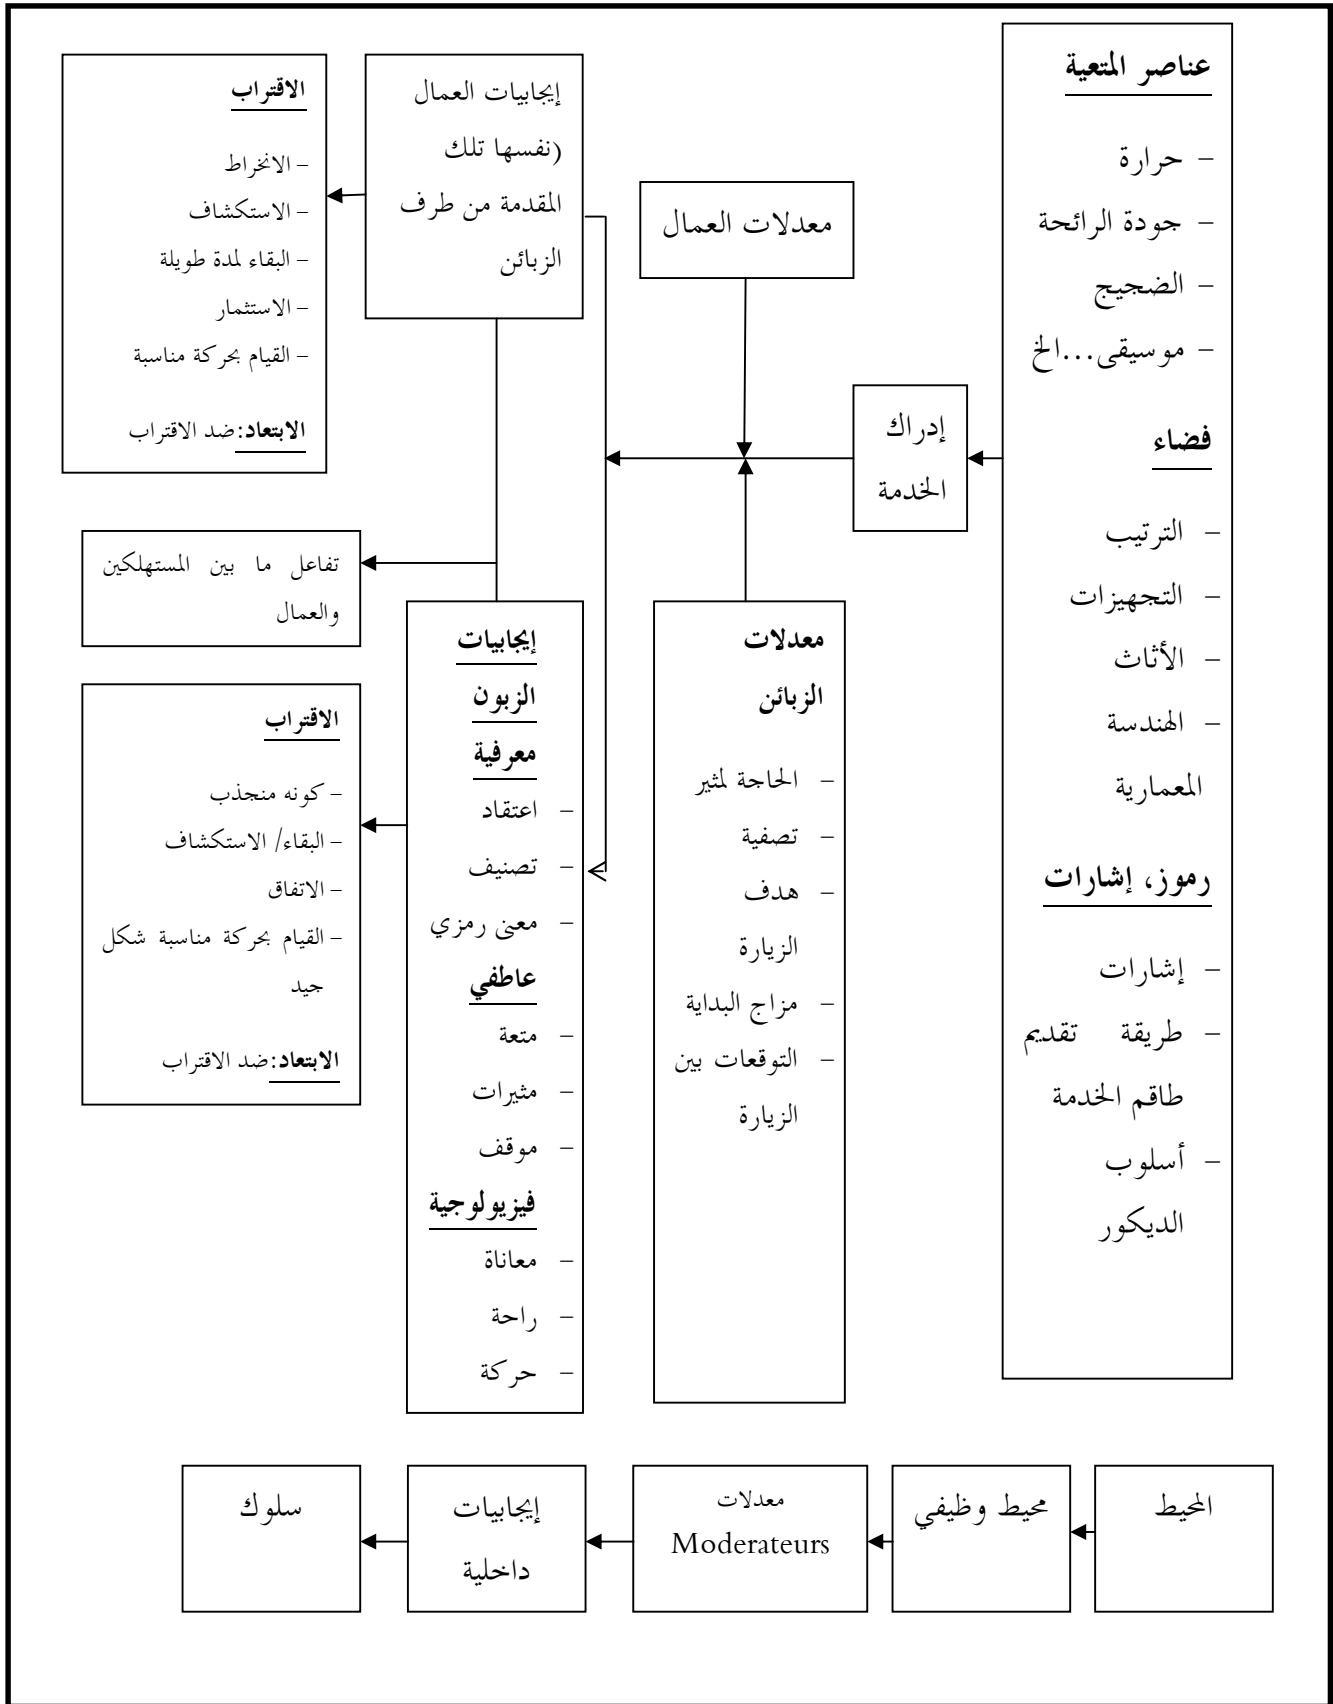 عناصر المتعية
- حرارة
- جودة الرائحة
- الضجيج
- موسيقى...الخ
فضاء
- الترتيب
- التجهيزات
- الأثاث
- الهندسة
المعمارية
رموز، إشارات
- إشارات
- طريقة تقديم
طاقم الخدمة
- أسلوب
الديكور
إدراك
الخدمة
معدلات العمال
معدلات
الزبائن
- الحاجة لمثير
- تصفية
- هدف
الزيارة
- مزاج البداية
- التوقعات بين
الزيارة
إيجابيات العمال
(نفسها تلك
المقدمة من طرف
الزبائن
إيجابيات
الزبون
معرفية
- اعتقاد
- تصنيف
- معنى رمزي
عاطفي
- متعة
- مثيرات
- موقف
فيزيولوجية
- معاناة
- راحة
- حركة
الاقتراب
- الانخراط
- الاستكشاف
- البقاء لمدة طويلة
- الاستثمار
- القيام بحركة مناسبة
الابتعاد:ضد الاقتراب
تفاعل ما بين المستهلكين
والعمال
الاقتراب
- كونه منجذب
- البقاء/ الاستكشاف
- الاتفاق
- القيام بحركة مناسبة شكل
جيد
الابتعاد:ضد الاقتراب
المحيط
محيط وظيفي
معدلات
Moderateurs
إيجابيات
داخلية
سلوك